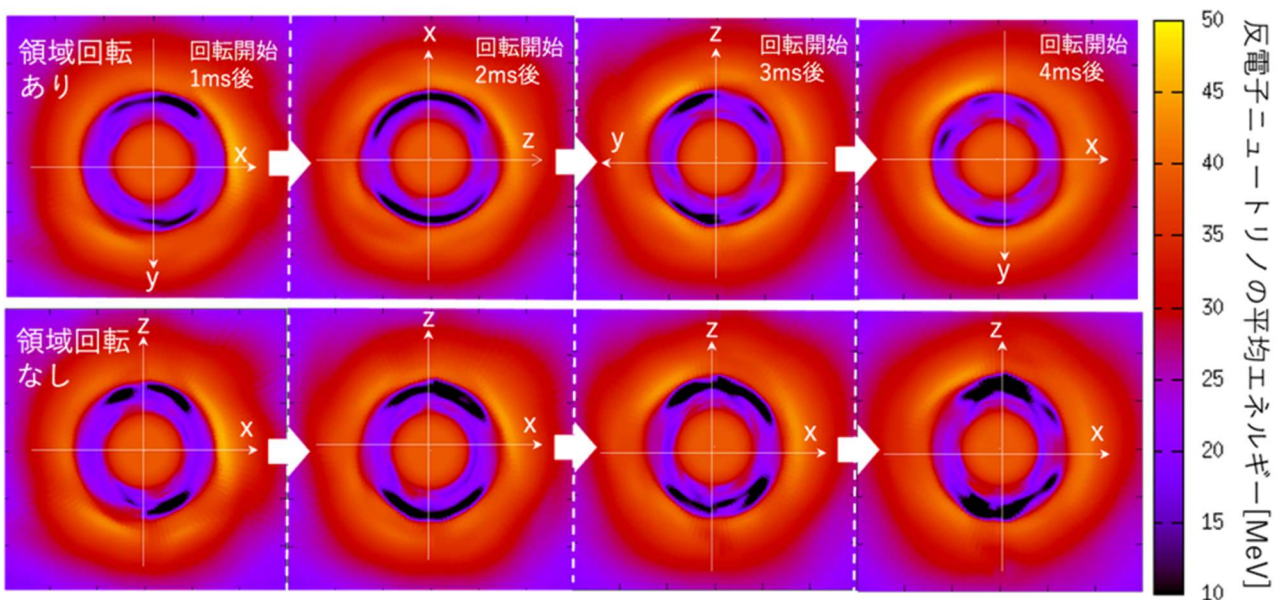 領域回転
あり
回転開始
1ms後
x
y
回転開始
2ms後
x
z
回転開始
3ms後
z
y
回転開始
4ms後
x
y
領域回転
なし
z
x
z
x
z
x
z
x
50
45
40
35
30
25
20
15
10
反電子ニュートリノの平均エネルギー[MeV]